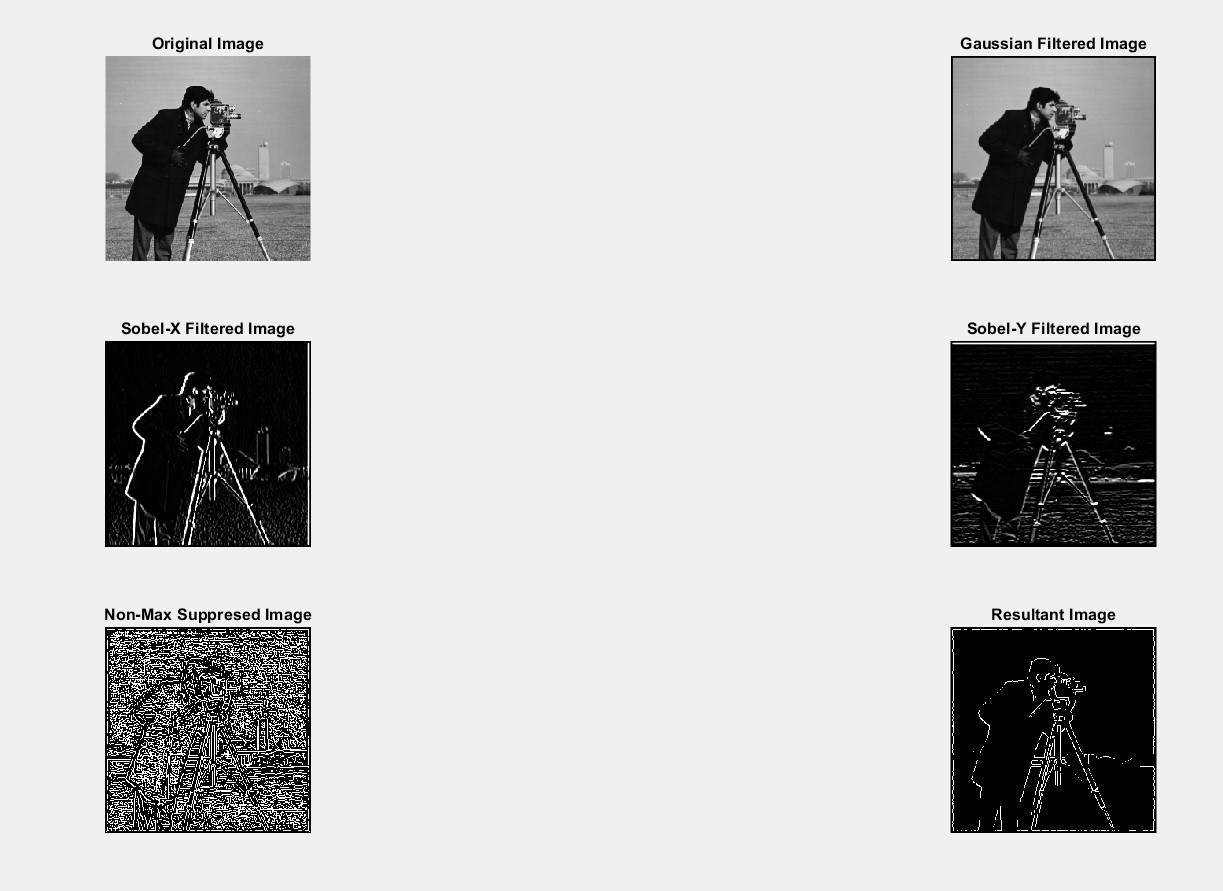 Original Image
Gaussian Filtered Image
Sobel-X Filtered Image
Sobel-Y Filtered Image
Non-Max Suppresed Image
Resultant Image